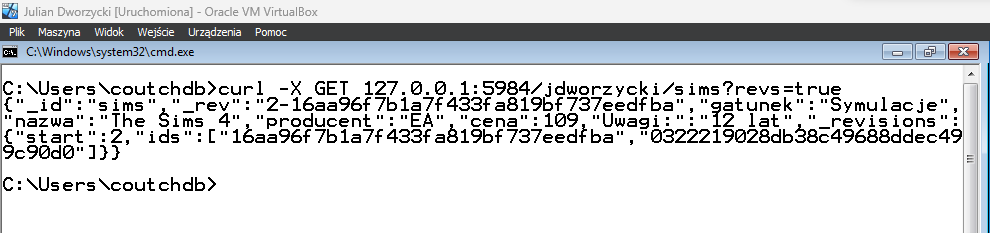 Julian Dworzycki [Uruchomiona] - Oracle VM VirtualBox
Plik Maszyna Widok Wejście Urządzenia Pomoc
C:\Windows\system32\cmd.exe
C:\Users\coutchdb>curl -X GET 127.0.0.1:5984/jdworzycki/sims?revs=true
{"_id":"sims","_rev":"2-16aa96f7b1a7f433fa819bf737eedfba","gatunek":"Symulacje",
"nazwa":"The Sims 4","producent":"EA","cena":109,"Uwagi:":"12 lat","_revisions":
{"start":2,"ids":["16aa96f7b1a7f433fa819bf737eedfba","0322219028db38c49688ddec49
9c90d0"]}}
C:\Users\coutchdb>